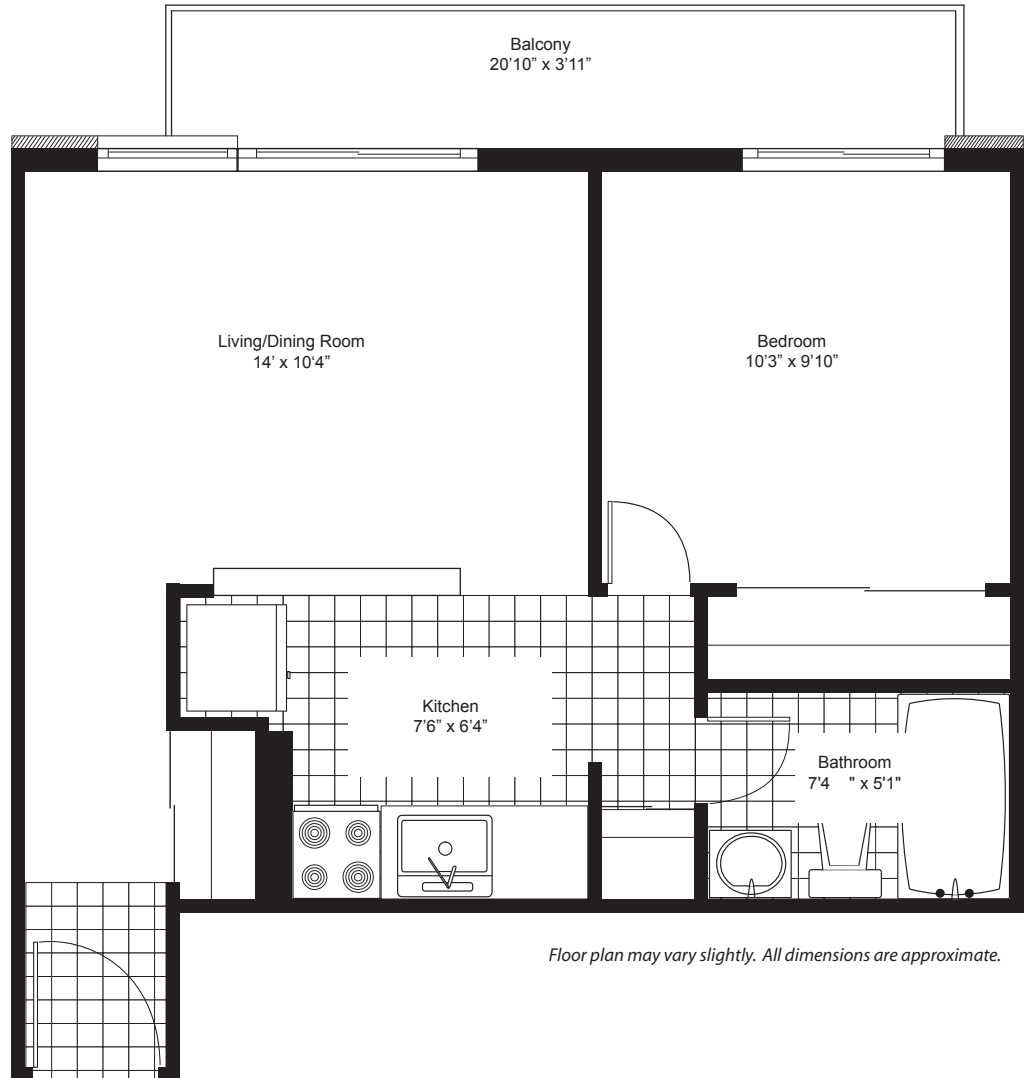 Balcony
20'10” x 3'11”
Living/Dining Room
14’ x 10‘4”
Bedroom
10'3” x 9'10”
Kitchen
7'6” x 6'4”
Bathroom
7'4 " x 5'1"
Floor plan may vary slightly. All dimensions are approximate.